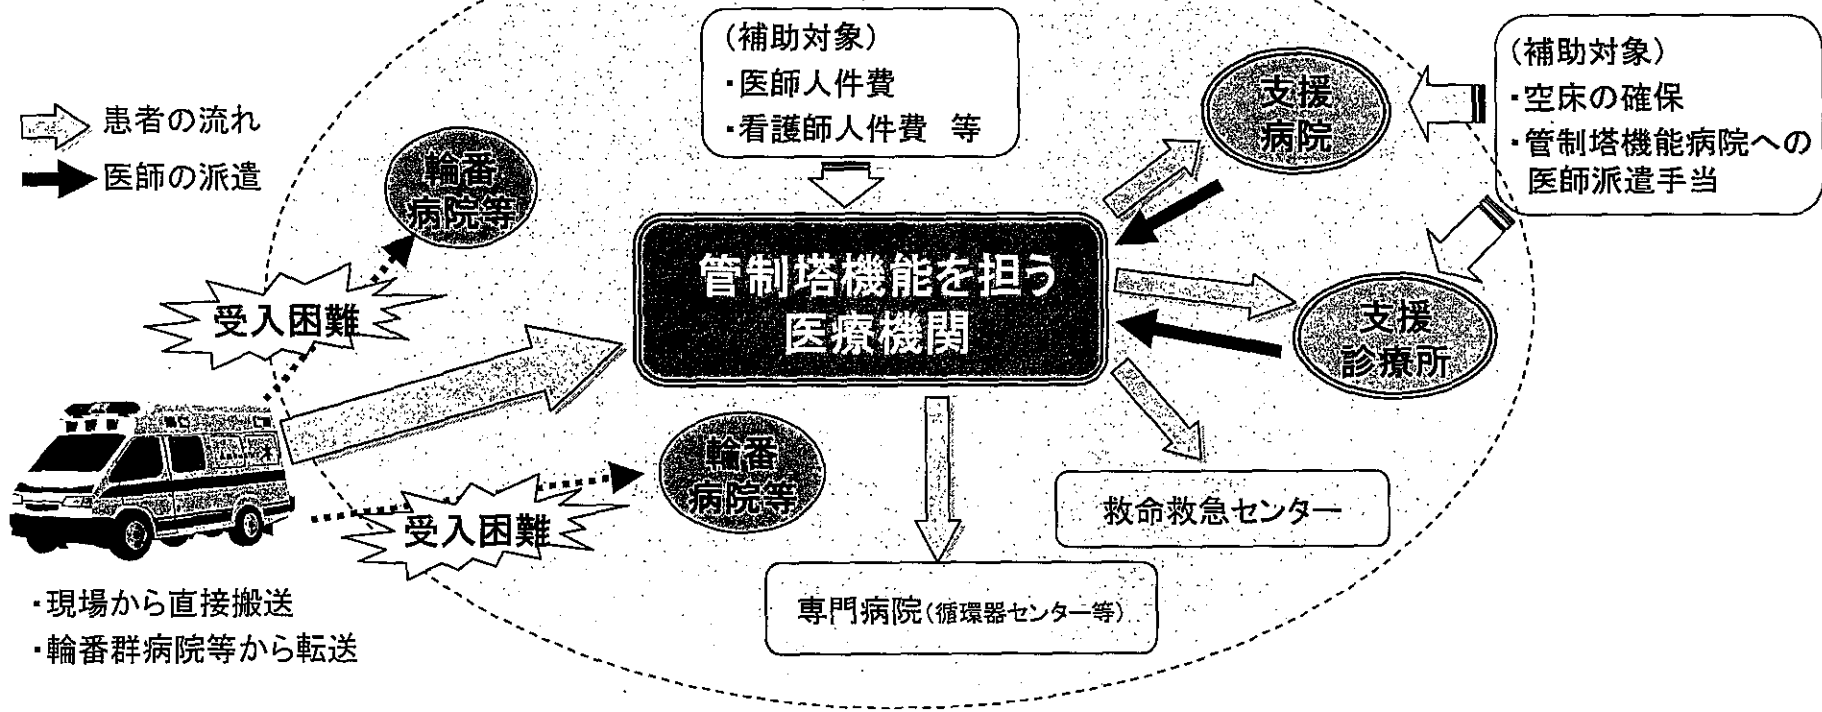 (補助対象)
・医師人件費
・看護師人件費 等
(補助対象)
・空床の確保
・管制塔機能病院への
医師派遣手当
患者の流れ
医師の派遣
輪番
病院等
支援
病院
管制塔機能を担う
医療機関
支援
診療所
受入困難
輪番
病院等
受入困難
救命救急センター
専門病院(循環器センター等)
・現場から直接搬送
・輪番群病院等から転送